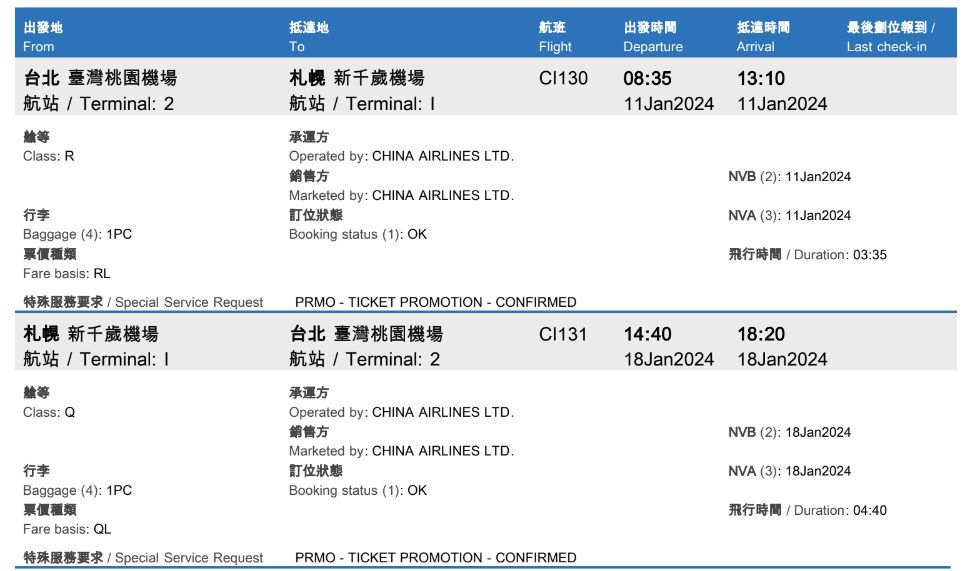 出發地 抵達地 航班 出發時間 抵達時間 最後劃位報到 /
From To Flight Departure Arrival Last check-in
台北 臺灣桃園機場 札幌 新千歲機場 CI130 08:35 13:10
航站 / Terminal: 2 航站 / Terminal: I 11Jan2024 11Jan2024
艙等 承運方
Class: R Operated by: CHINA AIRLINES LTD.
銷售方 NVB (2): 11Jan2024
Marketed by: CHINA AIRLINES LTD.
行李 訂位狀態 NVA (3): 11Jan2024
Baggage (4): 1PC Booking status (1): OK
票價種類 飛行時間 / Duration: 03:35
Fare basis: RL
特殊服務要求 / Special Service Request PRMO - TICKET PROMOTION - CONFIRMED
札幌 新千歲機場 台北 臺灣桃園機場 CI131 14:40 18:20
航站 / Terminal: I 航站 / Terminal: 2 18Jan2024 18Jan2024
艙等 承運方
Class: Q Operated by: CHINA AIRLINES LTD.
銷售方 NVB (2): 18Jan2024
Marketed by: CHINA AIRLINES LTD.
行李 訂位狀態 NVA (3): 18Jan2024
Baggage (4): 1PC Booking status (1): OK
票價種類 飛行時間 / Duration: 04:40
Fare basis: QL
特殊服務要求 / Special Service Request PRMO - TICKET PROMOTION - CONFIRMED